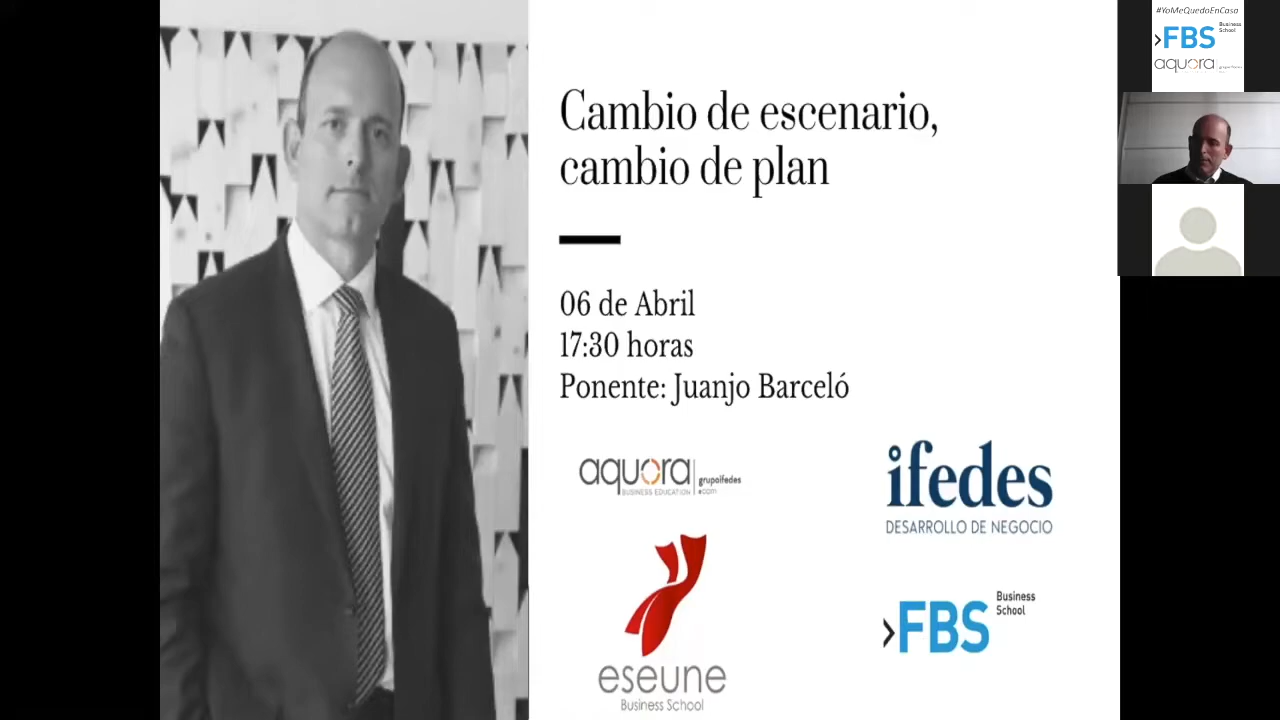 Cambio de escenario,
cambio de plan
06 de Abril
17:30 horas
Ponente: Juanjo Barceló
aquora
BUSINESS EDUCATION
grupoifedes
.com
ifedes
DESARROLLO DE NEGOCIO
eseune
Business School
FBS
Business
School
#YoMeQuedoEnCasa
FBS
Business
School
aquora